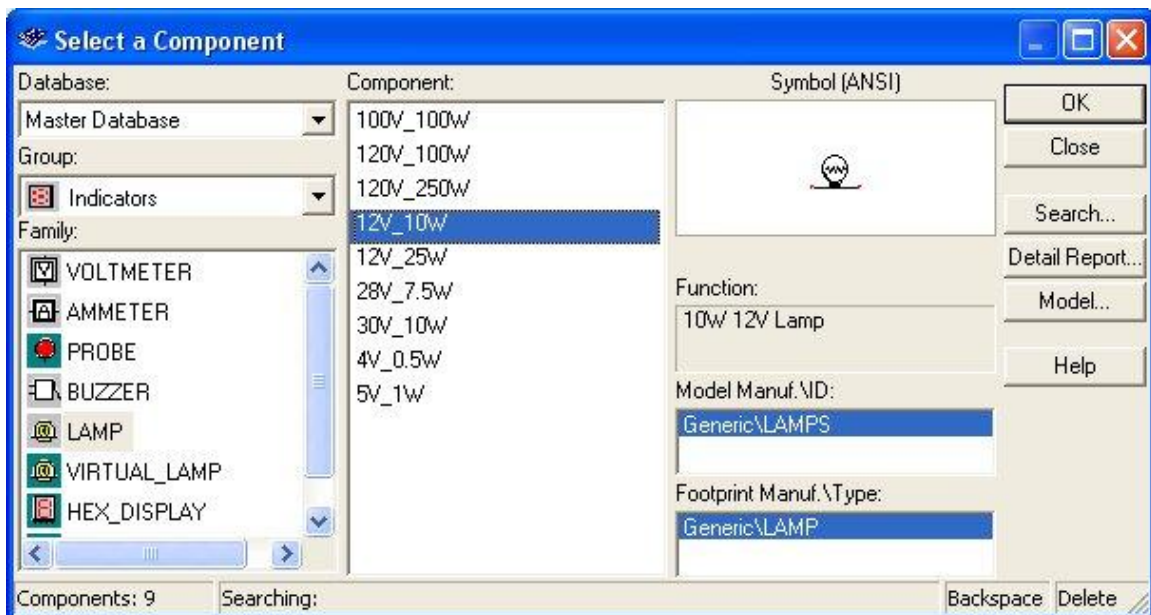 Select a Component
Database:
Master Database
Group:
Indicators
Family:
VOLTMETER
AMMETER
PROBE
BUZZER
LAMP
VIRTUAL_LAMP
HEX_DISPLAY
Component:
100V_100W
120V_100W
120V_250W
12V_10W
12V_25W
28V_7.5W
30V_10W
4V_0.5W
5V_1W
Symbol (ANSI)
Function:
10W 12V Lamp
Model Manuf.\ID:
Generic\LAMPS
Footprint Manuf.\Type:
Generic\LAMP
OK
Close
Search...
Detail Report...
Model...
Help
Components: 9
Searching:
Backspace
Delete